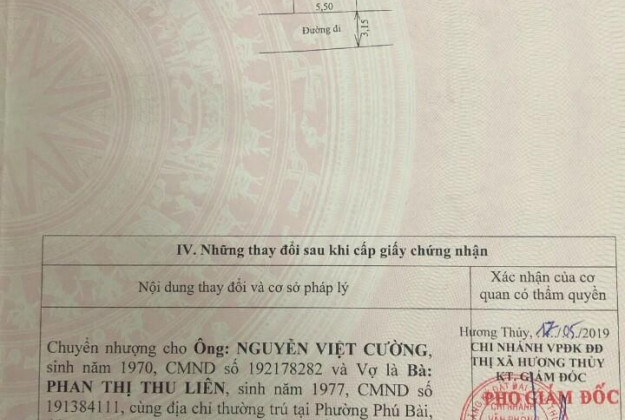 5,50
Đường đi
3,15
IV. Những thay đổi sau khi cấp giấy chứng nhận
Nội dung thay đổi và cơ sở pháp lý
Xác nhận của cơ
quan có thẩm quyền
Chuyển nhượng cho Ông: NGUYỄN VIỆT CƯỜNG,
sinh năm 1970, CMND số 192178282 và Vợ là Bà:
PHAN THỊ THU LIÊN, sinh năm 1977, CMND số
191384111, cùng địa chỉ thường trú tại Phường Phú Bài,
Hương Thủy, 17/05/2019
CHI NHÁNH VPĐK ĐĐ
THỊ XÃ HƯƠNG THỦY
KT. GIÁM ĐỐC
PHÓ GIÁM ĐỐC
CHI NHÁNH